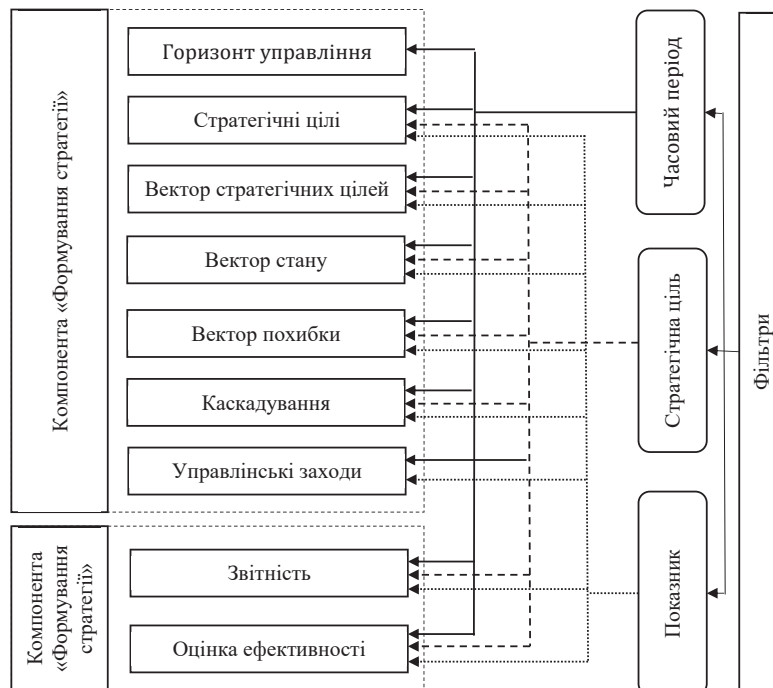 Компонента «Формування стратегії»
Горизонт управління
Стратегічні цілі
Вектор стратегічних цілей
Вектор стану
Вектор похибки
Каскадування
Управлінські заходи
Компонента
«Формування
стратегії»
Звітність
Оцінка ефективності
Часовий період
Стратегічна ціль
Показник
Фільтри